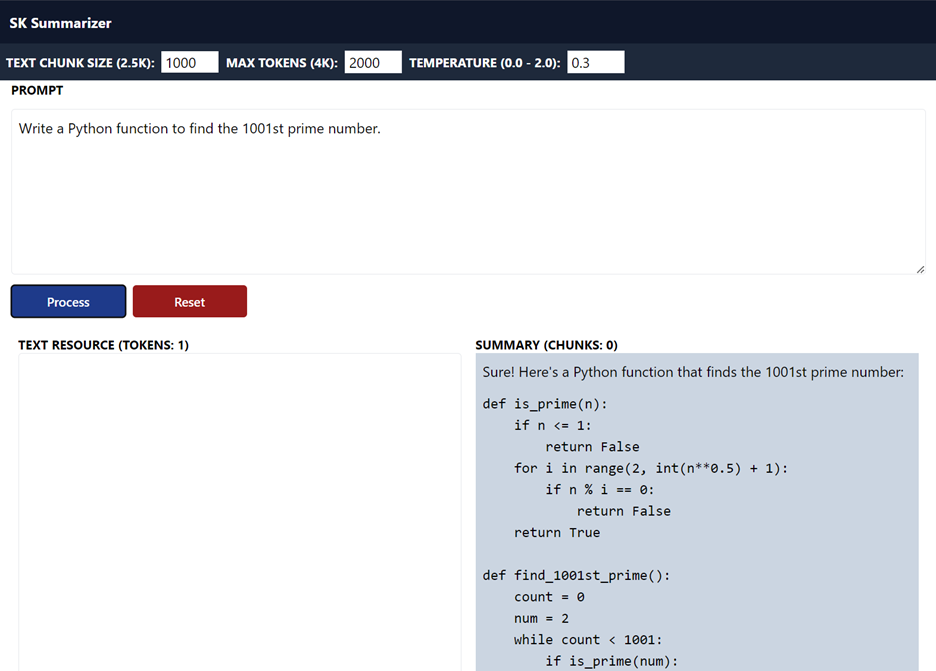 SK Summarizer
TEXT CHUNK SIZE (2.5K): 1000 MAX TOKENS (4K): 2000 TEMPERATURE (0.0 - 2.0): 0.3
PROMPT
Write a Python function to find the 1001st prime number.
Process Reset
TEXT RESOURCE (TOKENS: 1)
SUMMARY (CHUNKS: 0)
Sure! Here's a Python function that finds the 1001st prime number:
def is_prime(n):
    if n <= 1:
        return False
    for i in range(2, int(n**0.5) + 1):
        if n % i == 0:
            return False
    return True

def find_1001st_prime():
    count = 0
    num = 2
    while count < 1001:
        if is_prime(num):